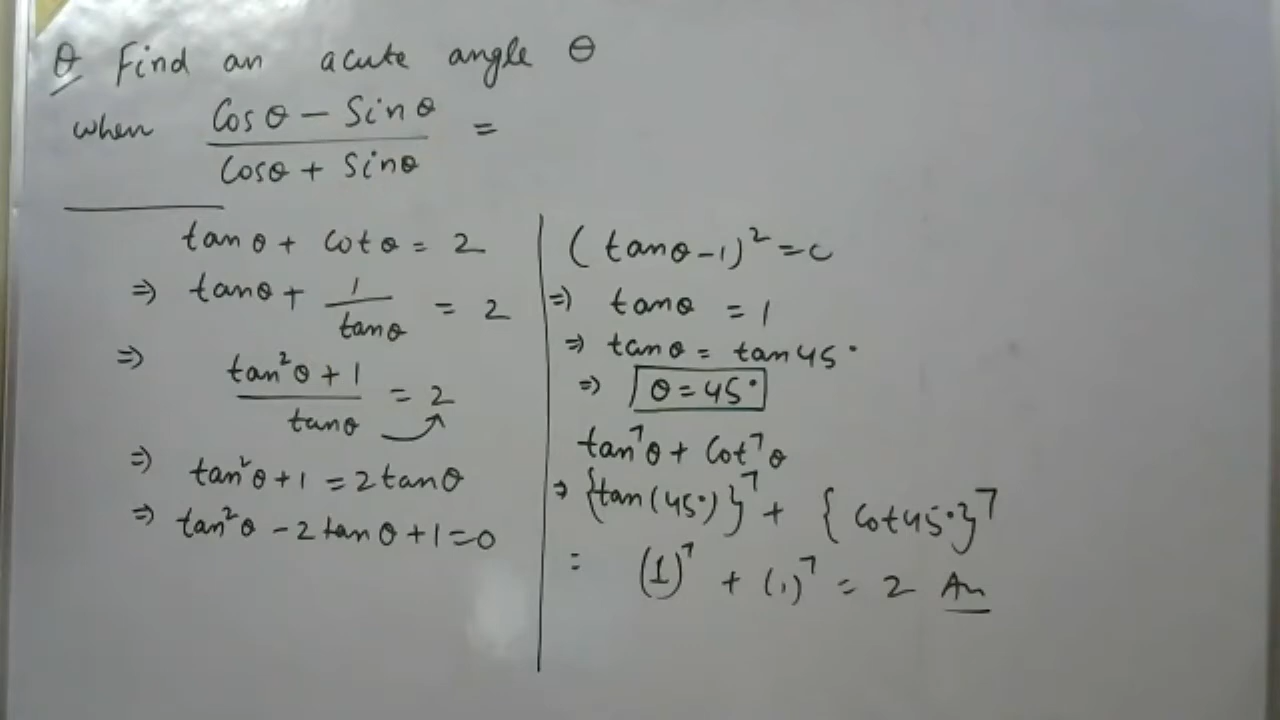 Q Find an acute angle θ
when (Cosθ − Sinθ)/(Cosθ + Sinθ) =
tanθ + Cotθ = 2
⇒ tanθ + 1/tanθ = 2
⇒ (tan²θ + 1)/tanθ = 2
⇒ tan²θ + 1 = 2tanθ
⇒ tan²θ − 2tanθ + 1 = 0
(tanθ − 1)² = 0
⇒ tanθ = 1
⇒ tanθ = tan45°
⇒ θ = 45°
tan⁷θ + Cot⁷θ
⇒ {tan(45°)}⁷ + {Cot45°}⁷
= (1)⁷ + (1)⁷ = 2 An